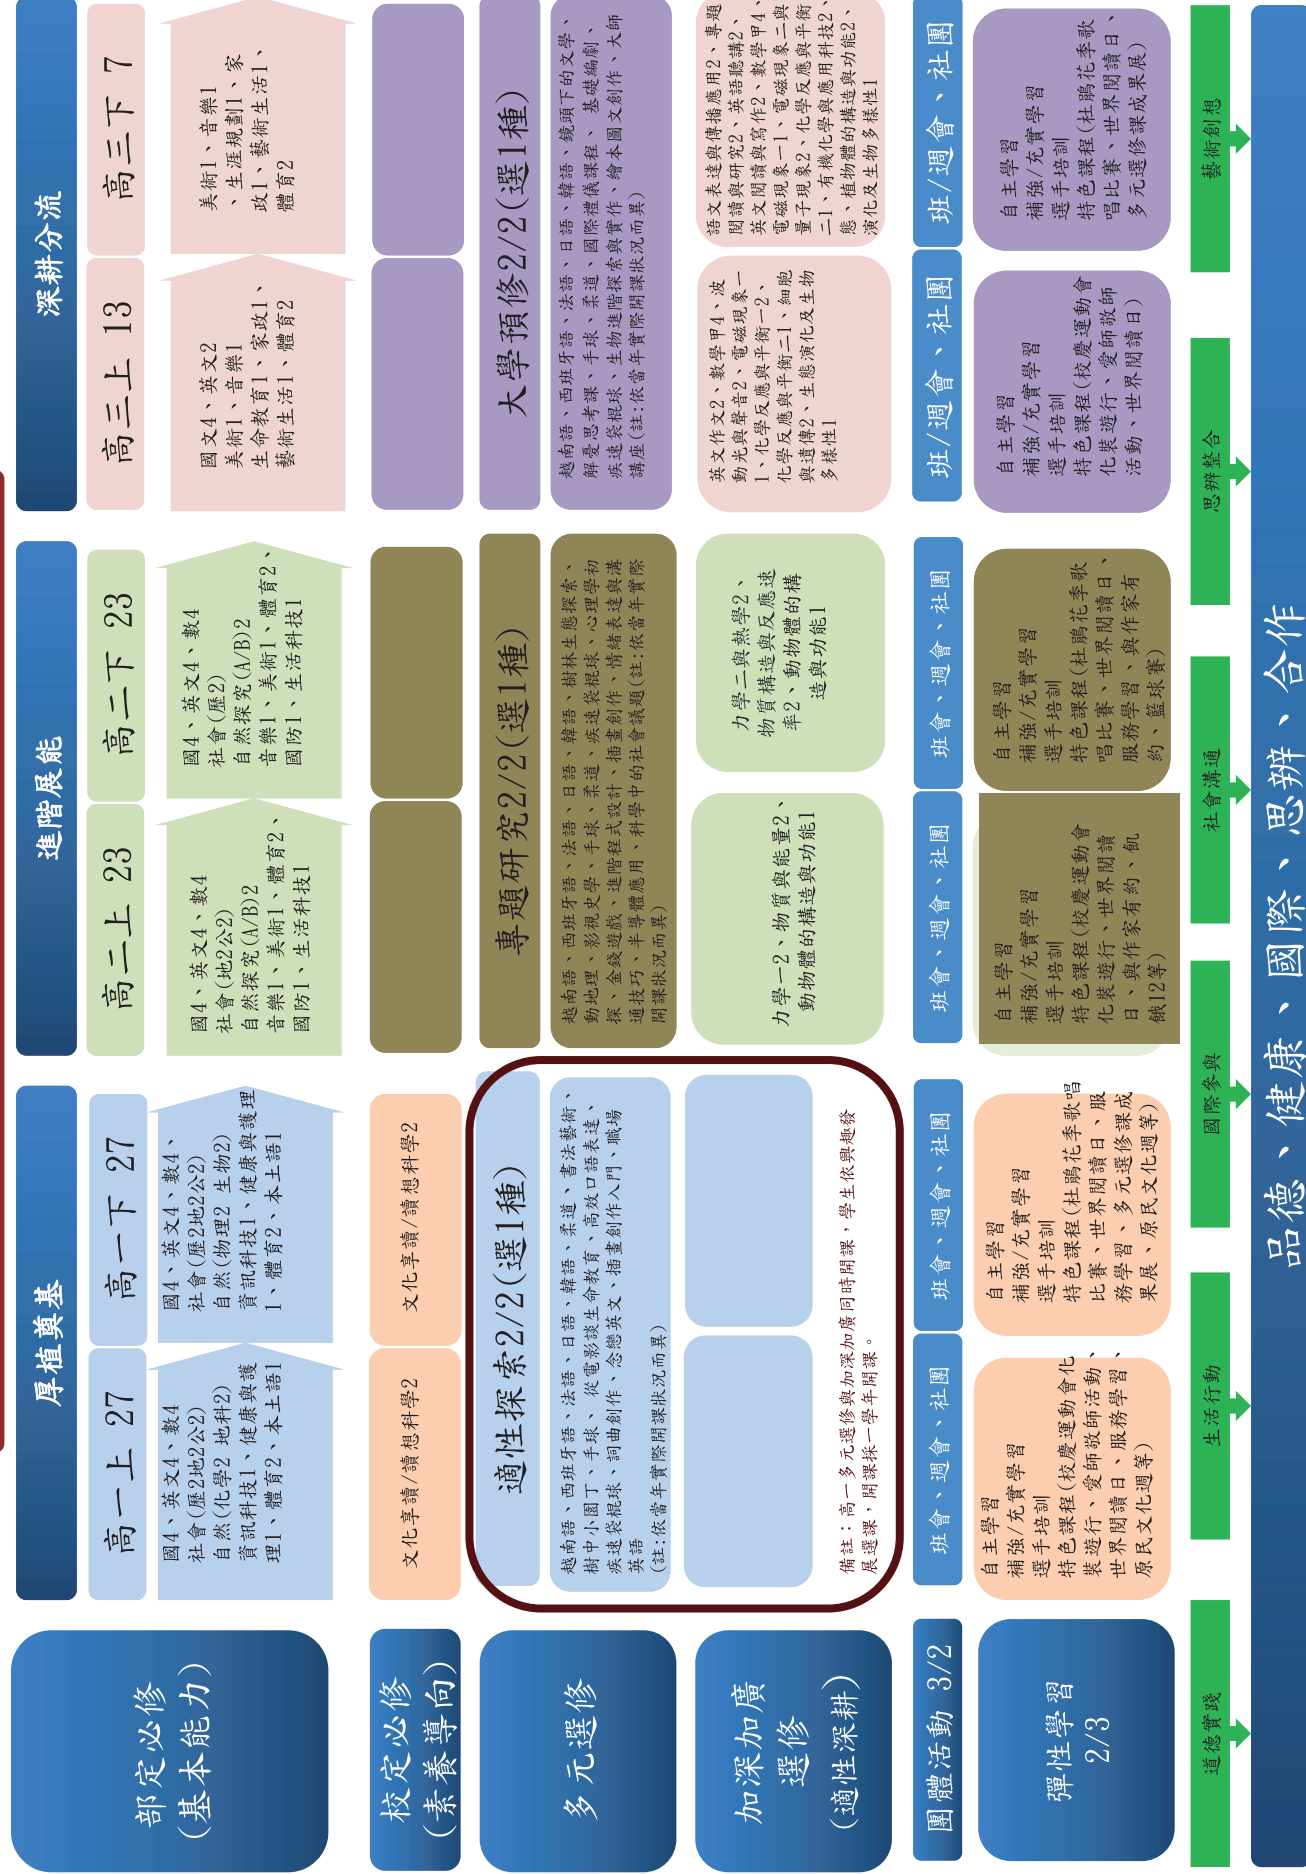 厚植奠基
進階展能
深耕分流
部定必修
(基本能力)
高一上 27
高一下 27
高二上 23
高二下 23
高三上 13
高三下 7
國4、英文4、數4
社會(歷2地2公2)
自然(化學2 地科2)
資訊科技1、健康與護
理1、體育2、本土語1
國4、英文4、數4、
社會(歷2地2公2)
自然(物理2 生物2)
資訊科技1、健康與護理
1、體育2、本土語1
國4、英文4、數4
社會(地2公2)
自然探究(A/B)2
音樂1、美術1、體育2、
國防1、生活科技1
國4、英文4、數4
社會(歷2)
自然探究(A/B)2
音樂1、美術1、體育2、
國防1、生活科技1
國文4、英文2
美術1、音樂1
生命教育1、家政1、
藝術生活1、體育2
美術1、音樂1
、生涯規劃1、家
政1、藝術生活1、
體育2
校定必修
(素養導向)
文化享讀/讀想科學2
文化享讀/讀想科學2
多元選修
適性探索2/2(選1種)
越南語、西班牙語、法語、日語、韓語、柔道、書法藝術、
樹中小園丁、手球、從電影談生命教育、高效口語表達、
疾速袋棍球、詞曲創作、念戀英文、插畫創作入門、職場
英語
(註:依當年實際開課狀況而異)
專題研究2/2(選1種)
越南語、西班牙語、法語、日語、韓語、樹林生態探索、
動地理、影視史學、手球、柔道、疾速袋棍球、心理學初
探、金錢遊戲、進階程式設計、插畫創作、情緒表達與溝
通技巧、半導體應用、科學中的社會議題(註:依當年實際
開課狀況而異)
大學預修2/2(選1種)
越南語、西班牙語、法語、日語、韓語、鏡頭下的文學、
解憂思考課、手球、柔道、國際禮儀課程、 基礎編劇、
疾速袋棍球、生物進階探索與實作、繪本圖文創作、大師
講座(註:依當年實際開課狀況而異)
加深加廣
選修
(適性深耕)
備註：高一多元選修與加深加廣同時開課，學生依興趣發
展選課，開課採一學年開課。
力學一2、物質與能量2、
動物體的構造與功能1
力學二與熱學2、
物質構造與反應速
率2、動物體的構
造與功能1
英文作文2、數學甲4、波
動光與聲音2、電磁現象一
1、化學反應與平衡一2、
化學反應與平衡二1、細胞
與遺傳2、生態演化及生物
多樣性1
語文表達與傳播應用2、專題
閱讀與研究2、英語聽講2、
英文閱讀與寫作2、數學甲4、
電磁現象一1、電磁現象二與
量子現象2、化學反應與平衡
二1、有機化學與應用科技2、
態、植物體的構造與功能2、
演化及生物多樣性1
團體活動 3/2
班會、週會、社團
班會、週會、社團
班會、週會、社團
班會、週會、社團
班/週會、社團
班/週會、社團
彈性學習
2/3
自主學習
補強/充實學習
選手培訓
特色課程(校慶運動會化
裝遊行、愛師敬師活動、
世界閱讀日、服務學習、
原民文化週等)
自主學習
補強/充實學習
選手培訓
特色課程(杜鵑花季歌唱
比賽、世界閱讀日、服
務學習、多元選修課成
果展、原民文化週等)
自主學習
補強/充實學習
選手培訓
特色課程(校慶運動會
化裝遊行、世界閱讀
日、與作家有約、飢
餓12等)
自主學習
補強/充實學習
選手培訓
特色課程(杜鵑花季歌
唱比賽、世界閱讀日、
服務學習、與作家有
約、籃球賽)
自主學習
補強/充實學習
選手培訓
特色課程(校慶運動會
化裝遊行、愛師敬師
活動、世界閱讀日)
自主學習
補強/充實學習
選手培訓
特色課程(杜鵑花季歌
唱比賽、世界閱讀日、
多元選修課成果展)
道德實踐
生活行動
國際參與
社會溝通
思辨整合
藝術創想
品德、健康、國際、思辨、合作